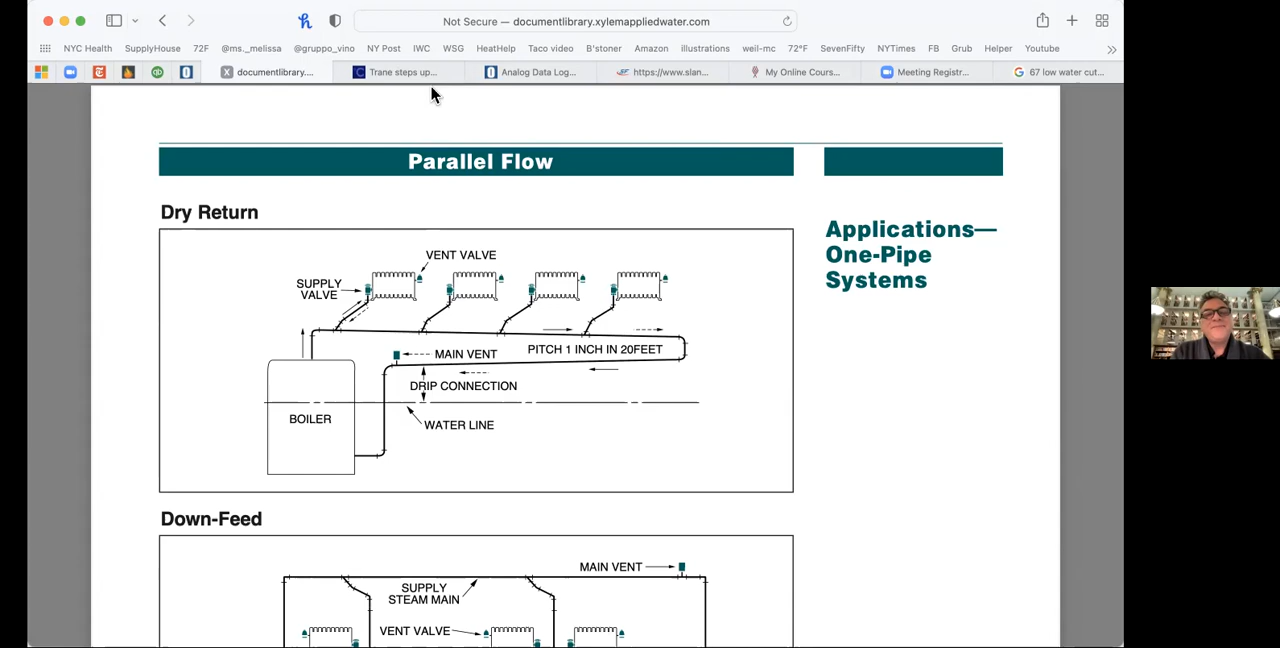 Not Secure — documentlibrary.xylemappliedwater.com
NYC Health SupplyHouse 72F @ms._melissa @gruppo_vino NY Post IWC WSG HeatHelp Taco video B'stoner Amazon illustrations weil-mc 72°F SevenFifty NYTimes FB Grub Helper Youtube
documentlibrary.... Trane steps up... Analog Data Log... https://www.slan... My Online Cours... Meeting Registr... 67 low water cut...
Parallel Flow
Dry Return
Applications—
One-Pipe
Systems
VENT VALVE
SUPPLY
VALVE
MAIN VENT
PITCH 1 INCH IN 20FEET
DRIP CONNECTION
BOILER
WATER LINE
Down-Feed
MAIN VENT
SUPPLY
STEAM MAIN
VENT VALVE